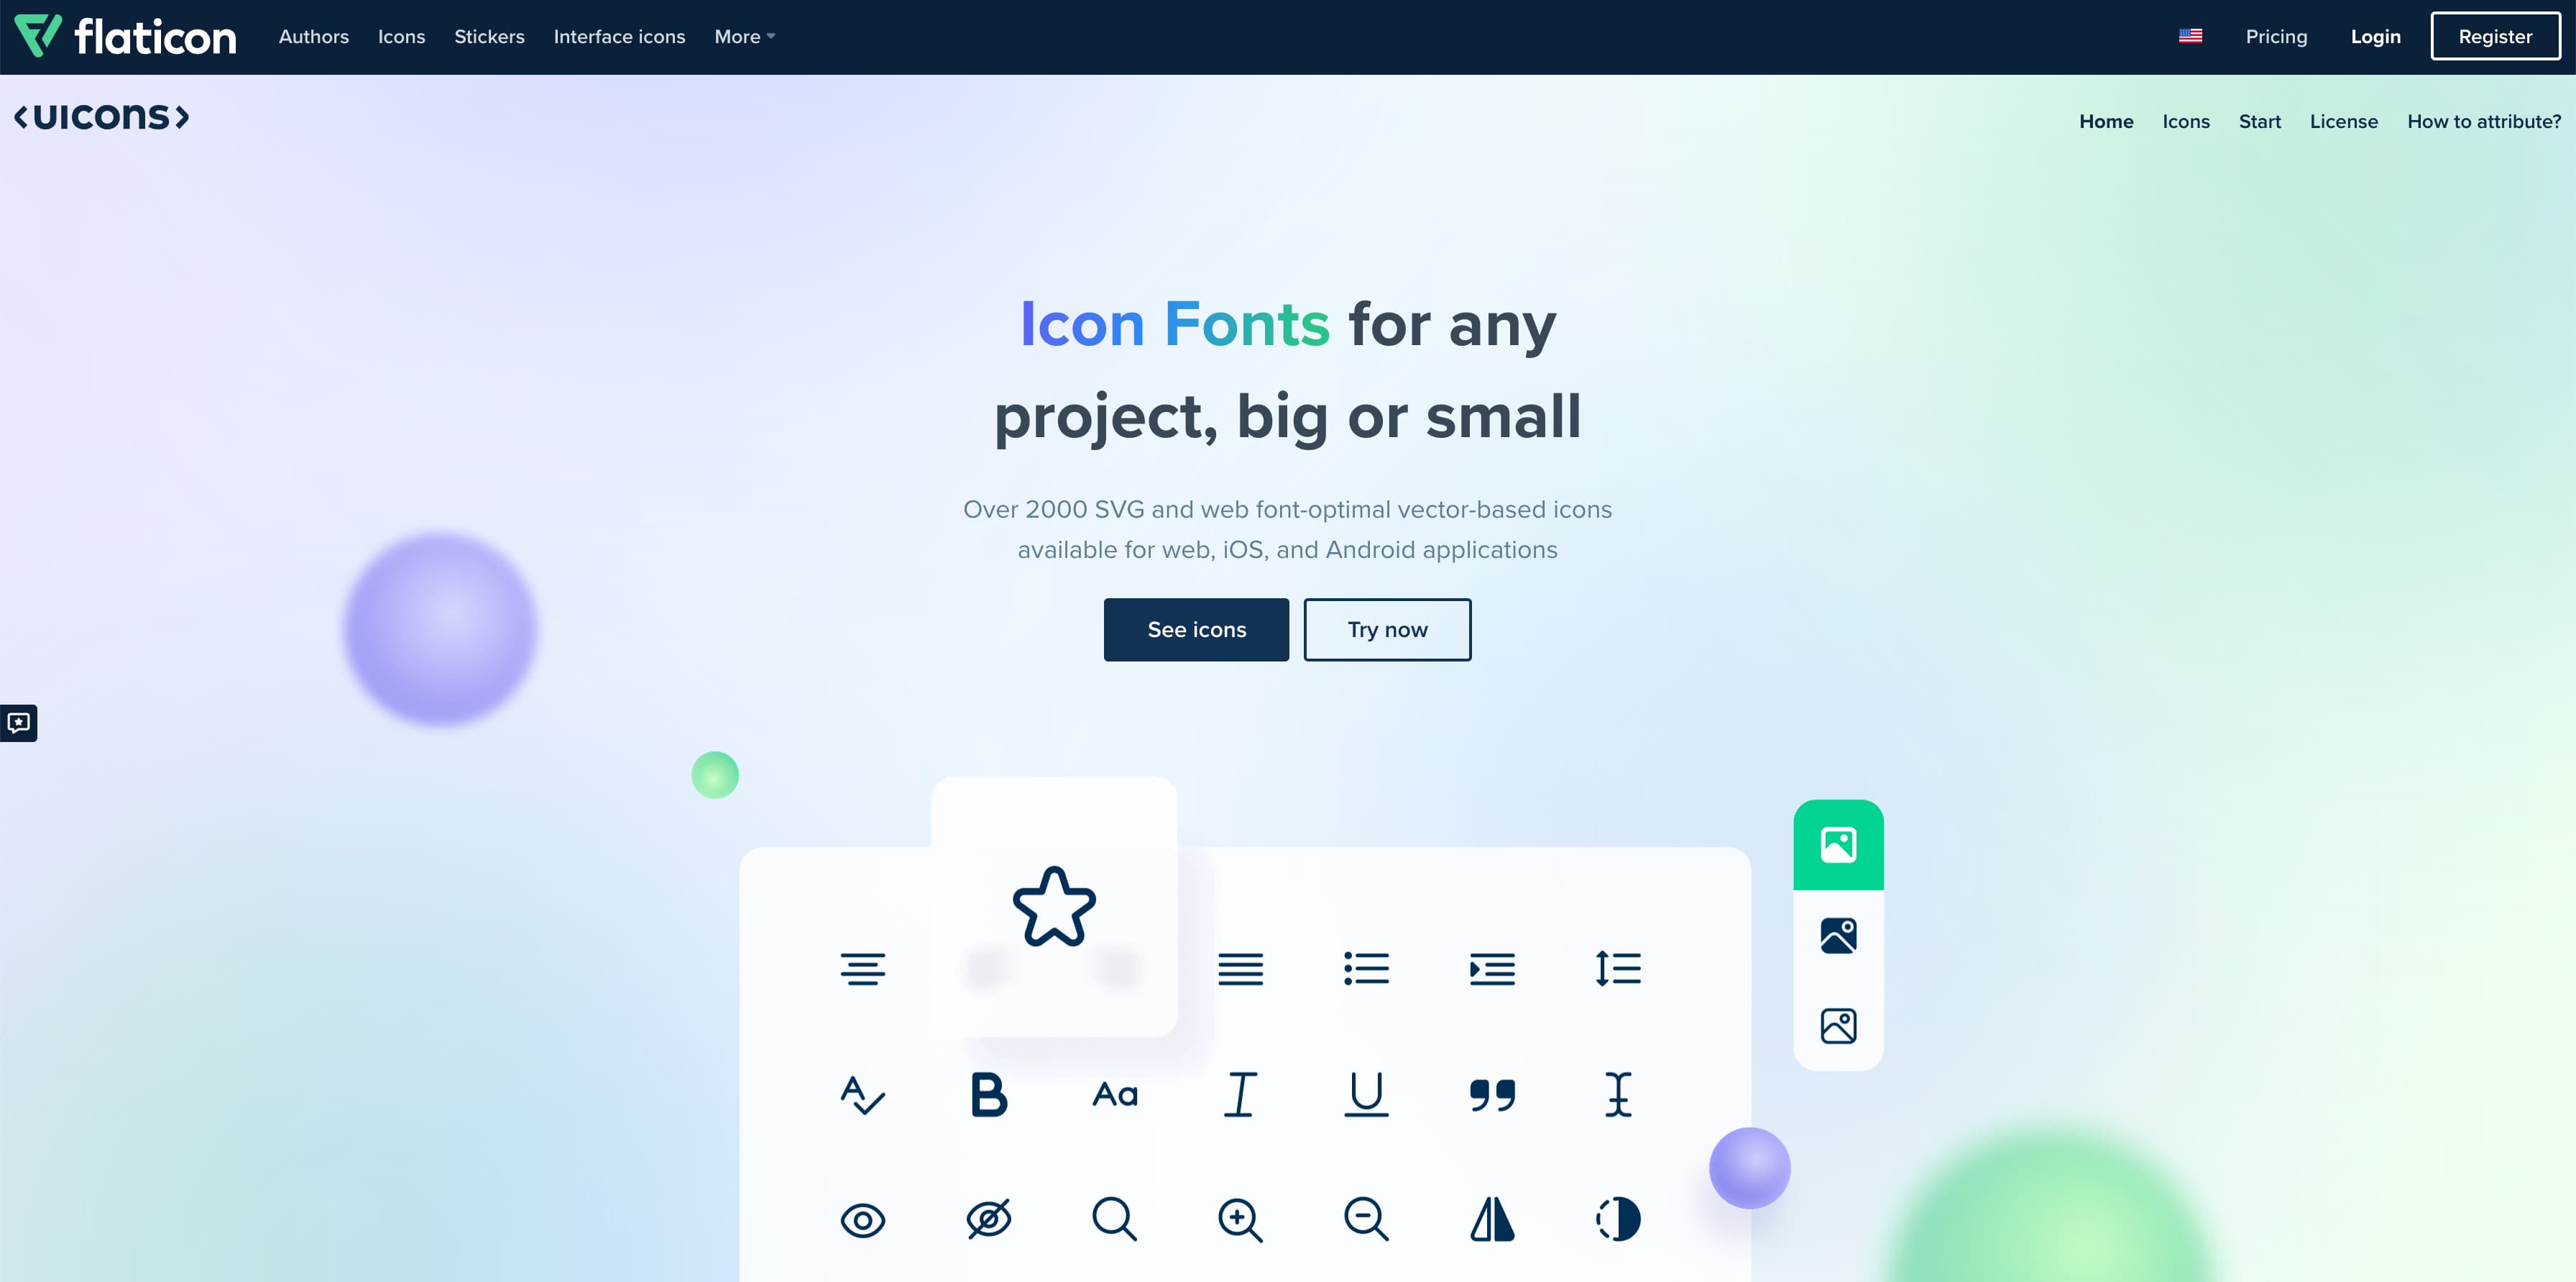 flaticon Authors Icons Stickers Interface icons More Pricing Login Register
<uicons> Home Icons Start License How to attribute?
Icon Fonts for any
project, big or small
Over 2000 SVG and web font-optimal vector-based icons
available for web, iOS, and Android applications
See icons Try now
A B Aa I U